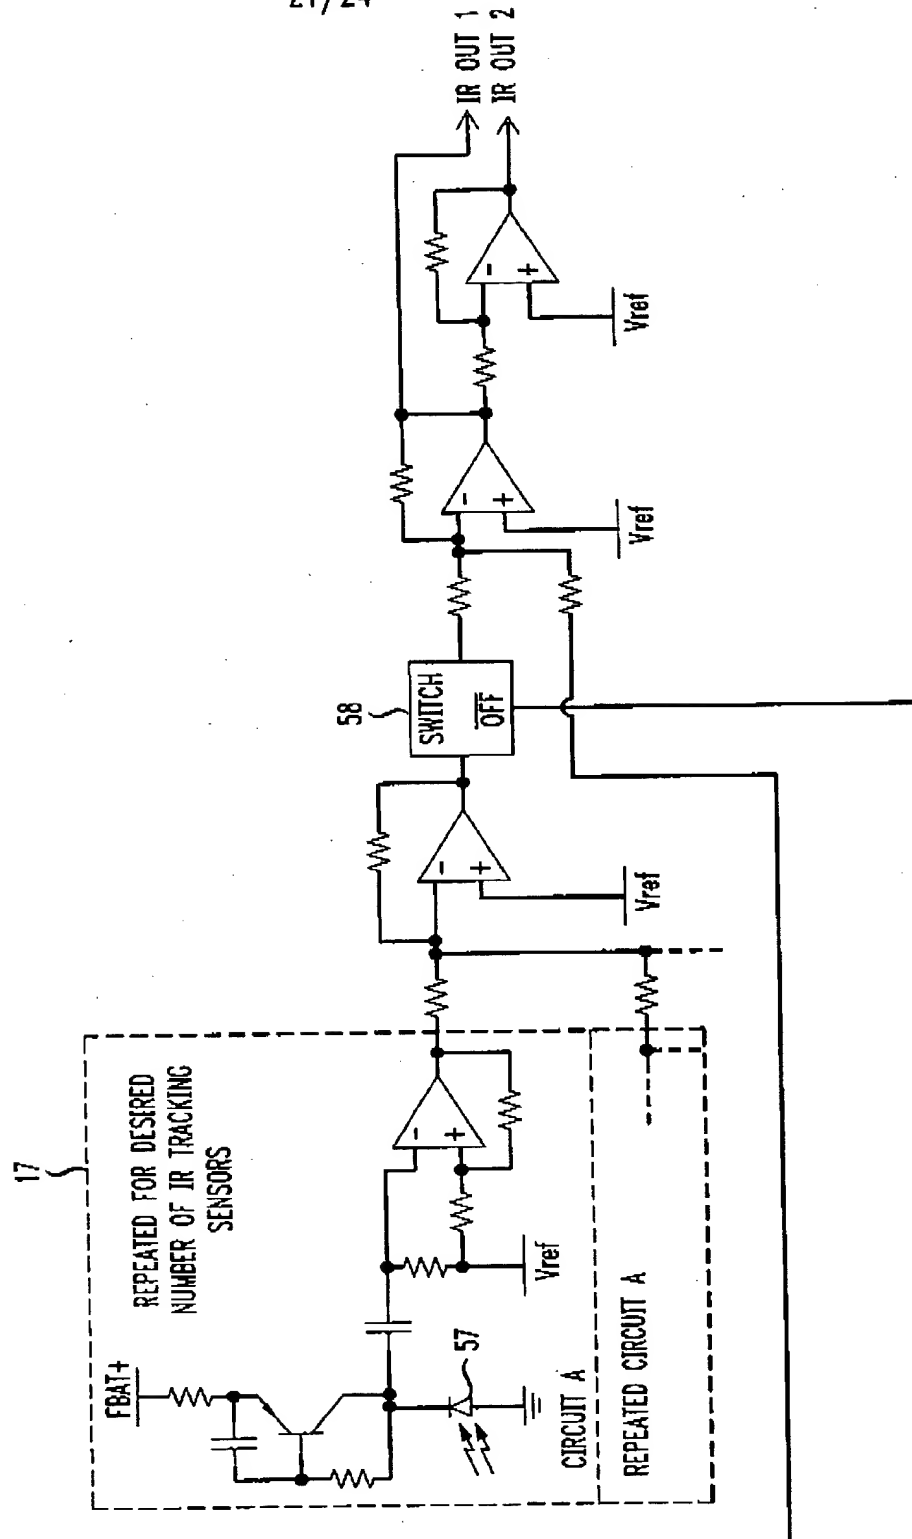 21/24
IR OUT 1
IR OUT 2
-
+
Vref
-
+
Vref
58
SWITCH
OFF
-
+
Vref
17
REPEATED FOR DESIRED
NUMBER OF IR TRACKING
SENSORS
-
+
Vref
FBAT+
57
CIRCUIT A
REPEATED CIRCUIT A